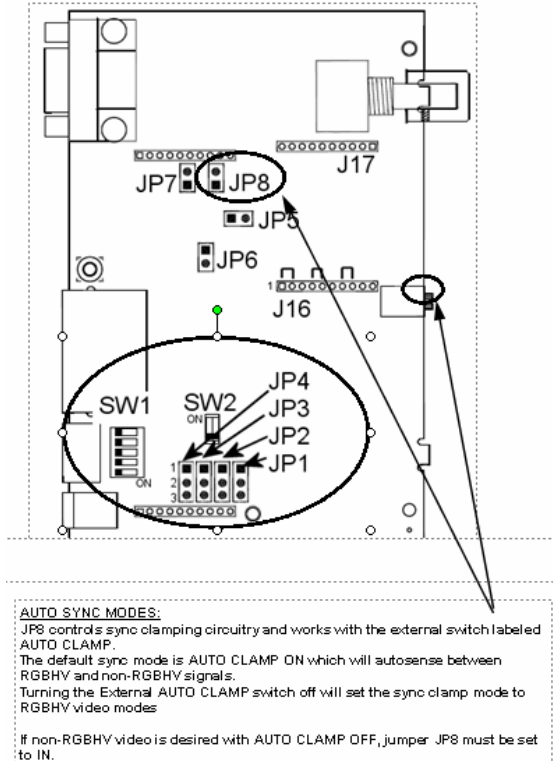 J17
JP7
JP8
JP5
JP6
1
J16
JP4
SW1
SW2
JP3
ON
JP2
1
JP1
2
3
ON
AUTO SYNC MODES:
JP8 controls sync clamping circuitry and works with the external switch labeled
AUTO CLAMP.
The default sync mode is AUTO CLAMP ON which will autosense between
RGBHV and non-RGBHV signals.
Turning the External AUTO CLAMP switch off will set the sync clamp mode to
RGBHV video modes
If non-RGBHV video is desired with AUTO CLAMP OFF, jumper JP8 must be set
to IN.